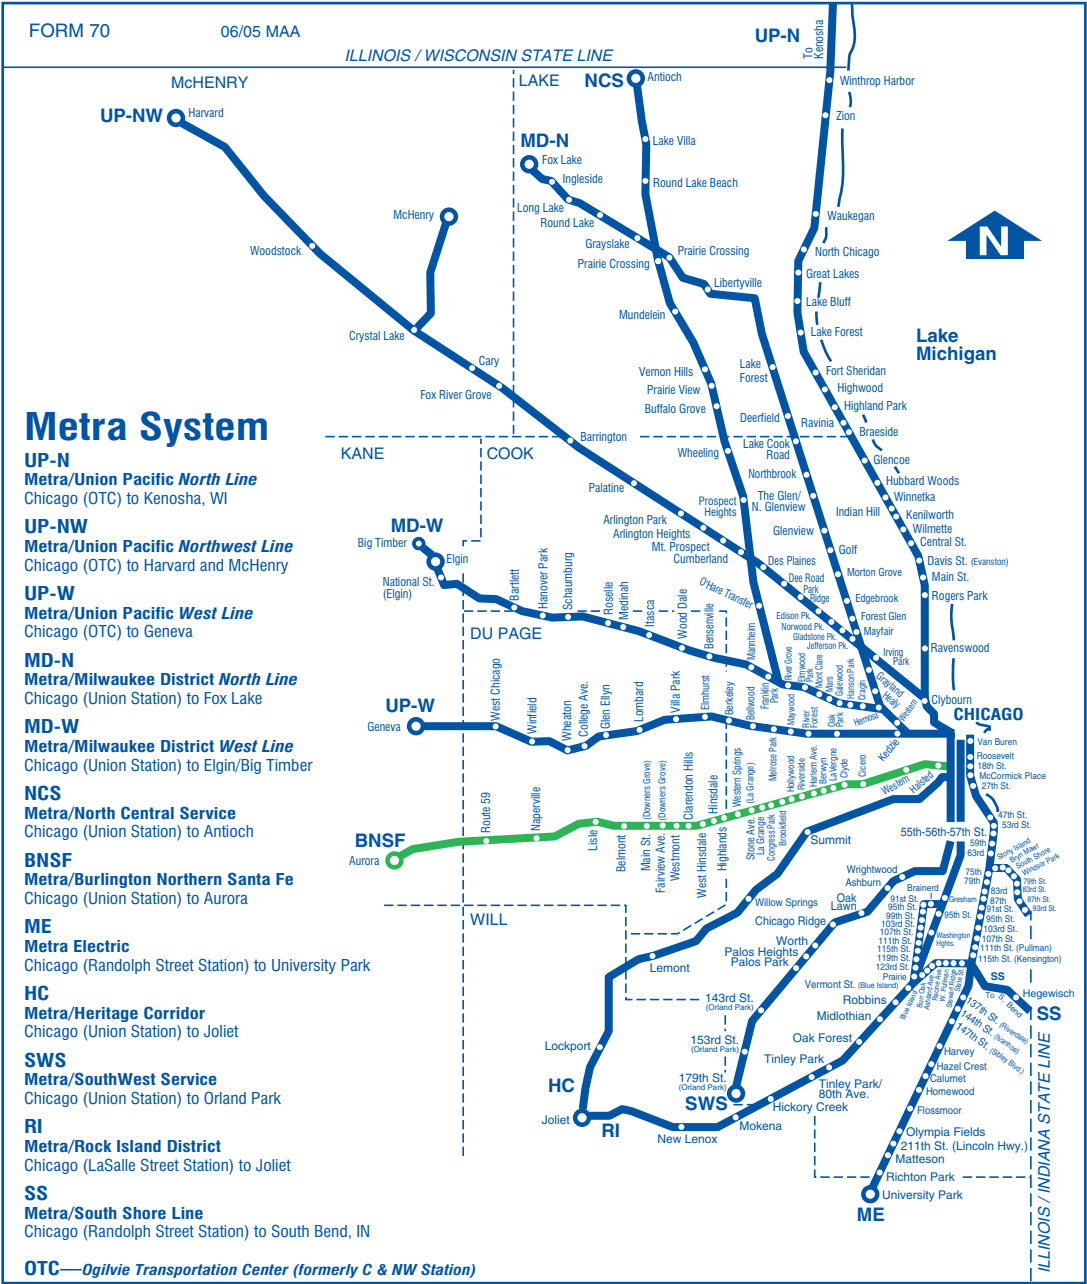 FORM 70
06/05 MAA
ILLINOIS / WISCONSIN STATE LINE
UP-N
To Kenosha
McHENRY
LAKE
NCS
Antioch
Winthrop Harbor
UP-NW
Harvard
Zion
MD-N
Fox Lake
Lake Villa
Ingleside
Round Lake Beach
McHenry
Long Lake
Round Lake
Waukegan
N
Woodstock
Grayslake
Prairie Crossing
Prairie Crossing
North Chicago
Great Lakes
Libertyville
Lake Bluff
Mundelein
Crystal Lake
Lake Forest
Lake
Michigan
Cary
Vernon Hills
Lake
Forest
Fort Sheridan
Fox River Grove
Prairie View
Highwood
Buffalo Grove
Highland Park
Deerfield
Ravinia
Braeside
Metra System
KANE
COOK
Barrington
Wheeling
Lake Cook
Road
Glencoe
UP-N
Metra/Union Pacific North Line
Chicago (OTC) to Kenosha, WI
Palatine
Northbrook
Hubbard Woods
Prospect
Heights
The Glen/
N. Glenview
Winnetka
Indian Hill
Kenilworth
UP-NW
Metra/Union Pacific Northwest Line
Chicago (OTC) to Harvard and McHenry
MD-W
Big Timber
Elgin
National St.
(Elgin)
Arlington Park
Arlington Heights
Mt. Prospect
Cumberland
Glenview
Wilmette
Central St.
Golf
Davis St. (Evanston)
Des Plaines
Morton Grove
Main St.
Dee Road
Park
Ridge
Edgebrook
Rogers Park
Bartlett
Hanover Park
Schaumburg
Roselle
Medinah
Itasca
Wood Dale
Bensenville
Mannheim
O'Hare Transfer
Edison Pk.
Norwood Pk.
Gladstone Pk.
Jefferson Pk.
Forest Glen
Mayfair
Irving
Park
Ravenswood
UP-W
Metra/Union Pacific West Line
Chicago (OTC) to Geneva
DU PAGE
Franklin
Park
River Grove
Elmwood
Park
Mont Clare
Mars
Galewood
Hanson Park
Cragin
Grayland
Healy
Hermosa
Western
Clybourn
MD-N
Metra/Milwaukee District North Line
Chicago (Union Station) to Fox Lake
UP-W
Geneva
West Chicago
Winfield
Wheaton
College Ave.
Glen Ellyn
Lombard
Villa Park
Elmhurst
Berkeley
Bellwood
Melrose Park
Maywood
River
Forest
Oak
Park
Kedzie
CHICAGO
MD-W
Metra/Milwaukee District West Line
Chicago (Union Station) to Elgin/Big Timber
Van Buren
Roosevelt
18th St.
McCormick Place
27th St.
NCS
Metra/North Central Service
Chicago (Union Station) to Antioch
BNSF
Aurora
Route 59
Naperville
Lisle
Belmont
Main St.
(Downers Grove)
Fairview Ave.
(Downers Grove)
Westmont
Clarendon Hills
West Hinsdale
Hinsdale
Highlands
Western Springs
Stone Ave.
(La Grange)
La Grange
Congress Park
Brookfield
Hollywood
Riverside
Harlem Ave.
Berwyn
La Vergne
Clyde
Cicero
Western
Halsted
47th St.
53rd St.
55th-56th-57th St.
59th
63rd
Stony Island
Bryn Mawr
South Shore
Windsor Park
Summit
BNSF
Metra/Burlington Northern Santa Fe
Chicago (Union Station) to Aurora
Wrightwood
Ashburn
75th
79th
79th St.
83rd St.
87th St.
93rd St.
Brainerd
Gresham
83rd
87th
91st St.
95th St.
103rd St.
107th St.
111th St. (Pullman)
115th St. (Kensington)
Willow Springs
Oak
Lawn
91st St.
95th St.
99th St.
103rd St.
107th St.
111th St.
115th St.
119th St.
123rd St.
Prairie
95th St.
Washington
Hghts.
WILL
Chicago Ridge
Worth
Palos Heights
Palos Park
ME
Metra Electric
Chicago (Randolph Street Station) to University Park
Lemont
Vermont St. (Blue Island)
Blue Island
Burr Oak
Ashland Ave.
Racine Ave.
W. Pullman
Stewart Ridge
State St.
SS
To S. Bend
Hegewisch
SS
HC
Metra/Heritage Corridor
Chicago (Union Station) to Joliet
143rd St.
(Orland Park)
Robbins
Midlothian
137th St. (Riverdale)
144th St. (Ivanhoe)
147th St. (Sibley Blvd.)
Lockport
153rd St.
(Orland Park)
Oak Forest
Harvey
Tinley Park
Hazel Crest
SWS
Metra/SouthWest Service
Chicago (Union Station) to Orland Park
HC
179th St.
(Orland Park)
SWS
Tinley Park/
80th Ave.
Calumet
Homewood
Hickory Creek
Flossmoor
Joliet
RI
New Lenox
Mokena
RI
Metra/Rock Island District
Chicago (LaSalle Street Station) to Joliet
Olympia Fields
211th St. (Lincoln Hwy.)
Matteson
Richton Park
University Park
ME
ILLINOIS / INDIANA STATE LINE
SS
Metra/South Shore Line
Chicago (Randolph Street Station) to South Bend, IN
OTC—Ogilvie Transportation Center (formerly C & NW Station)